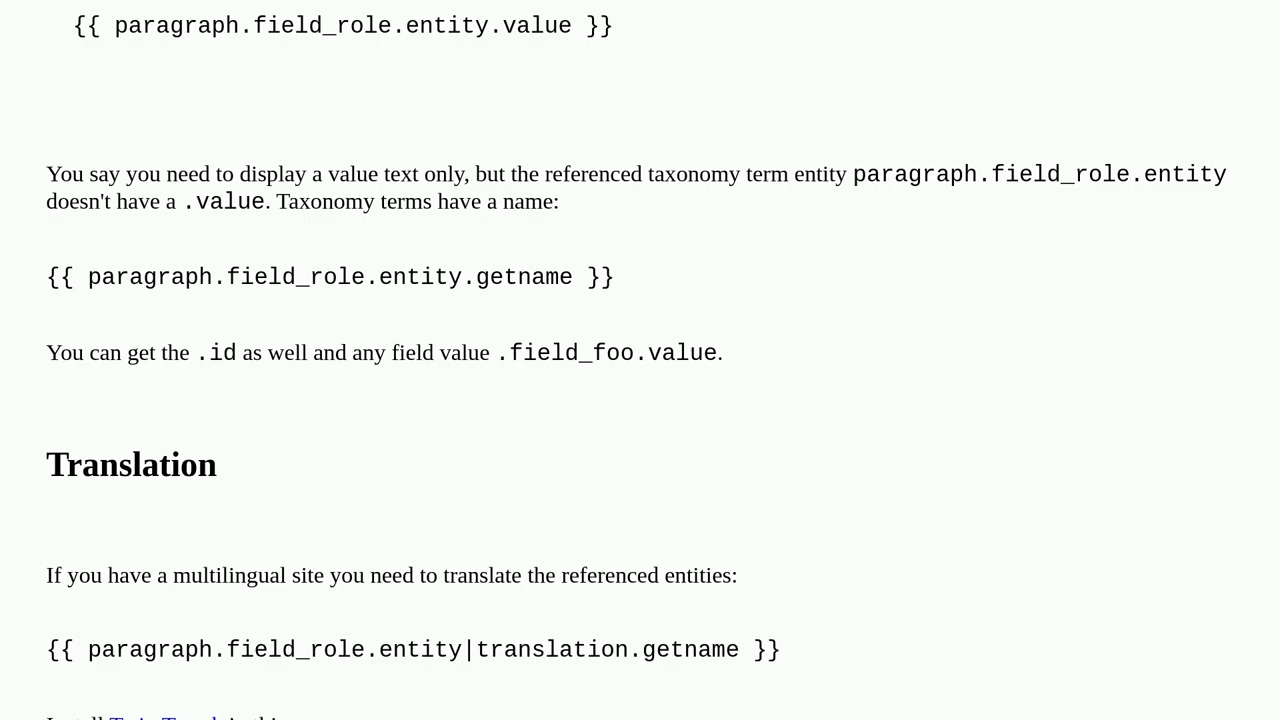 {{ paragraph.field_role.entity.value }}
You say you need to display a value text only, but the referenced taxonomy term entity paragraph.field_role.entity
doesn't have a .value. Taxonomy terms have a name:
{{ paragraph.field_role.entity.getname }}
You can get the .id as well and any field value .field_foo.value.
Translation
If you have a multilingual site you need to translate the referenced entities:
{{ paragraph.field_role.entity|translation.getname }}